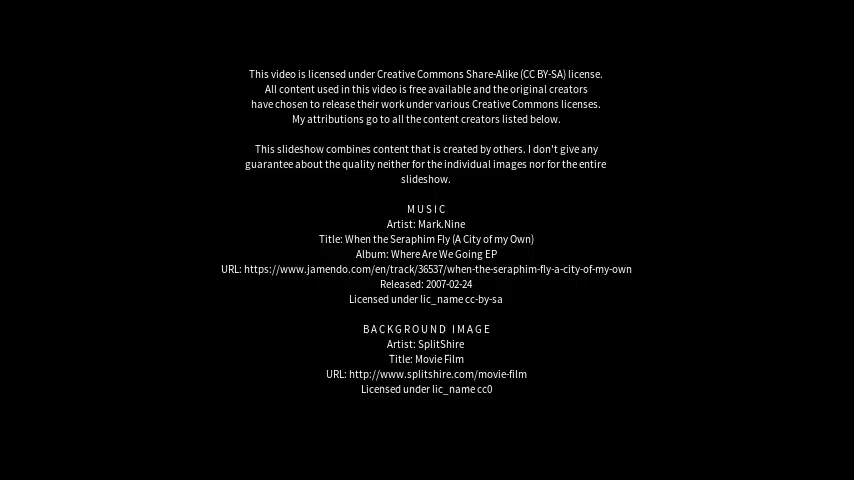 This video is licensed under Creative Commons Share-Alike (CC BY-SA) license.
All content used in this video is free available and the original creators
have chosen to release their work under various Creative Commons licenses.
My attributions go to all the content creators listed below.
This slideshow combines content that is created by others. I don't give any
guarantee about the quality neither for the individual images nor for the entire
slideshow.
MUSIC
Artist: Mark.Nine
Title: When the Seraphim Fly (A City of my Own)
Album: Where Are We Going EP
URL: https://www.jamendo.com/en/track/36537/when-the-seraphim-fly-a-city-of-my-own
Released: 2007-02-24
Licensed under lic_name cc-by-sa
BACKGROUND IMAGE
Artist: SplitShire
Title: Movie Film
URL: http://www.splitshire.com/movie-film
Licensed under lic_name cc0